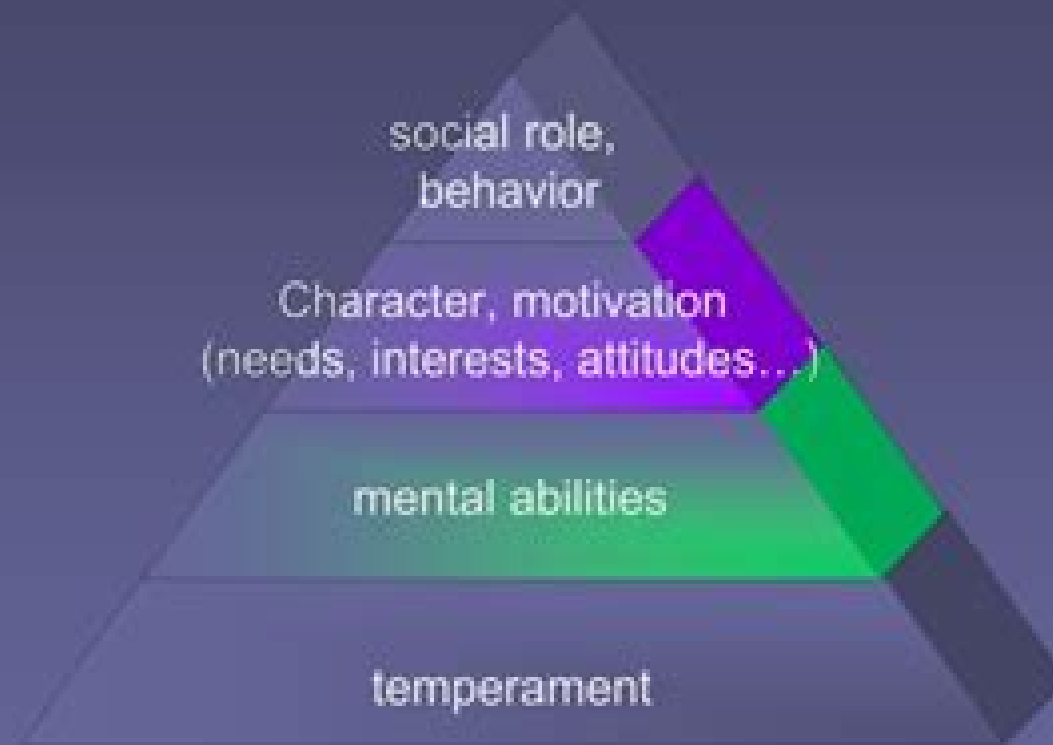 social role,
behavior
Character, motivation
(needs, interests, attitudes...)
mental abilities
temperament